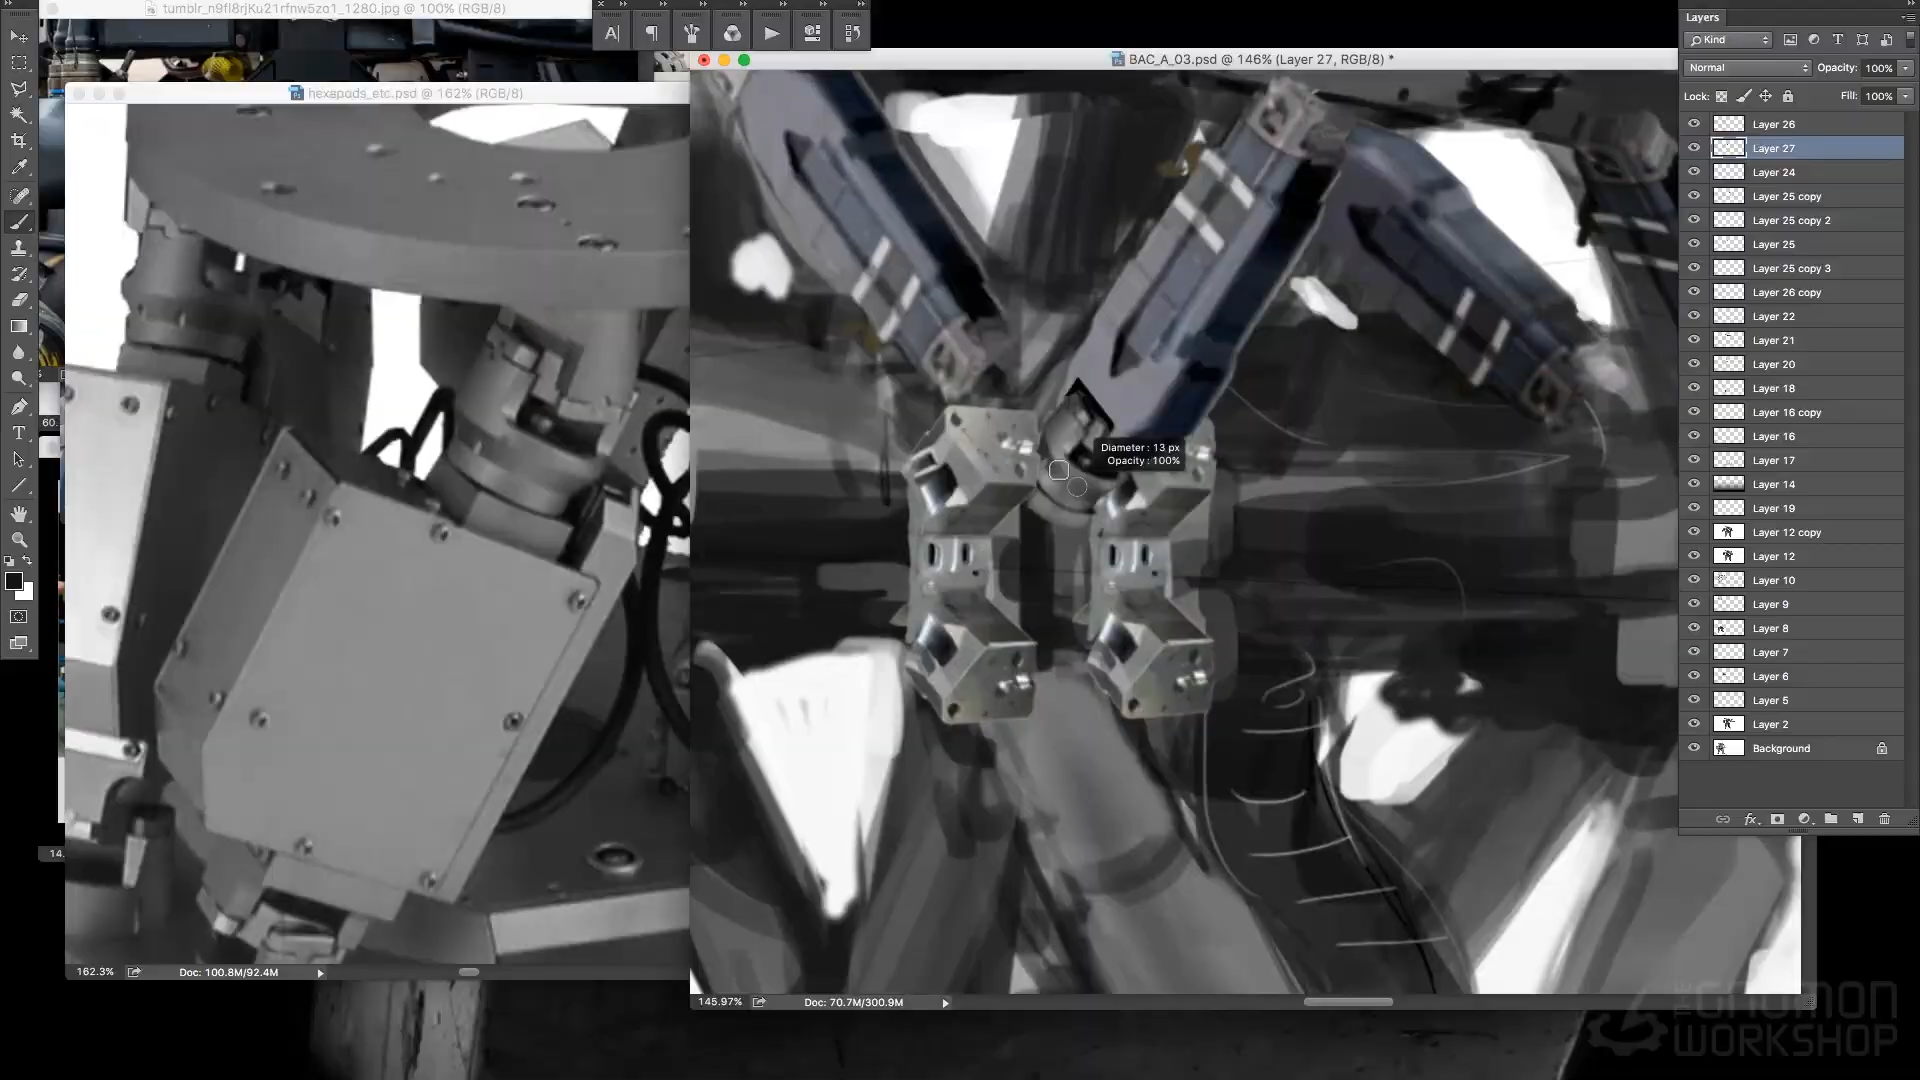 tumblr_n9fl8rjKu21rfnw5zo1_1280.jpg @ 100% (RGB/8)
hexapods_etc.psd @ 162% (RGB/8)
BAC_A_03.psd @ 146% (Layer 27, RGB/8) *
Diameter : 13 px
Opacity : 100%
60.
14.
162.3%
Doc: 100.8M/92.4M
145.97%
Doc: 70.7M/300.9M
Layers
Kind
Normal
Opacity: 100%
Lock:
Fill: 100%
Layer 26
Layer 27
Layer 24
Layer 25 copy
Layer 25 copy 2
Layer 25
Layer 25 copy 3
Layer 26 copy
Layer 22
Layer 21
Layer 20
Layer 18
Layer 16 copy
Layer 16
Layer 17
Layer 14
Layer 19
Layer 12 copy
Layer 12
Layer 10
Layer 9
Layer 8
Layer 7
Layer 6
Layer 5
Layer 2
Background
THE GNOMON
WORKSHOP